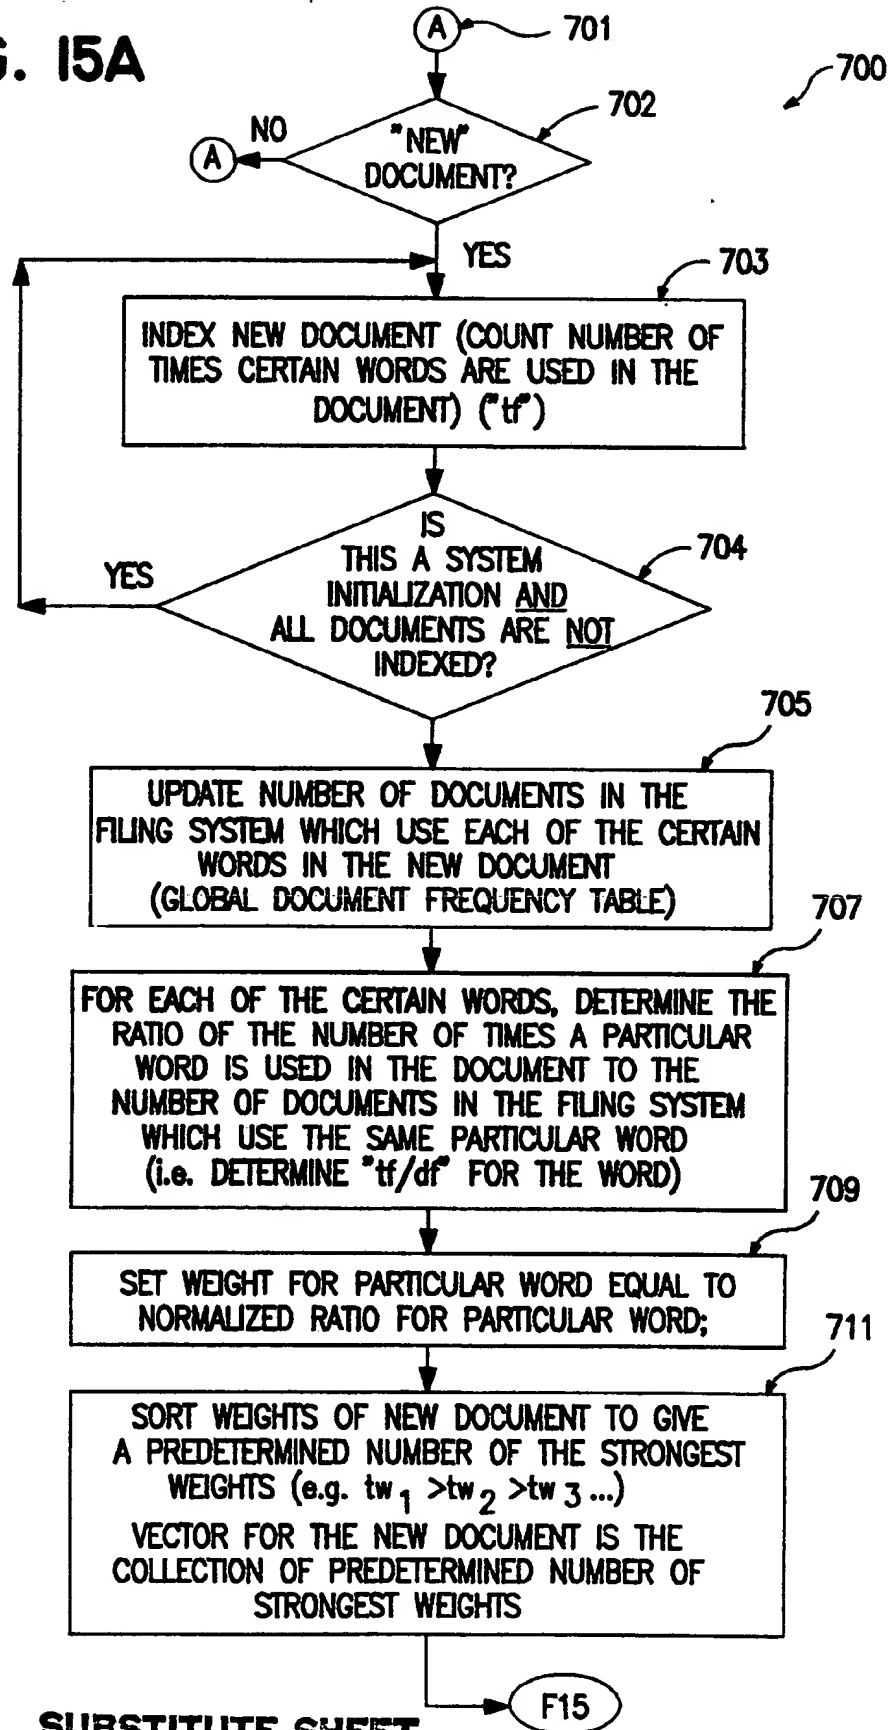 G. 15A
A
701
700
"NEW"
DOCUMENT?
702
NO
A
YES
703
INDEX NEW DOCUMENT (COUNT NUMBER OF
TIMES CERTAIN WORDS ARE USED IN THE
DOCUMENT) ("tf")
IS
THIS A SYSTEM
INITIALIZATION AND
ALL DOCUMENTS ARE NOT
INDEXED?
704
YES
705
UPDATE NUMBER OF DOCUMENTS IN THE
FILING SYSTEM WHICH USE EACH OF THE CERTAIN
WORDS IN THE NEW DOCUMENT
(GLOBAL DOCUMENT FREQUENCY TABLE)
707
FOR EACH OF THE CERTAIN WORDS, DETERMINE THE
RATIO OF THE NUMBER OF TIMES A PARTICULAR
WORD IS USED IN THE DOCUMENT TO THE
NUMBER OF DOCUMENTS IN THE FILING SYSTEM
WHICH USE THE SAME PARTICULAR WORD
(i.e. DETERMINE "tf/df" FOR THE WORD)
709
SET WEIGHT FOR PARTICULAR WORD EQUAL TO
NORMALIZED RATIO FOR PARTICULAR WORD;
711
SORT WEIGHTS OF NEW DOCUMENT TO GIVE
A PREDETERMINED NUMBER OF THE STRONGEST
WEIGHTS (e.g. tw1 >tw2 >tw3 ...)
VECTOR FOR THE NEW DOCUMENT IS THE
COLLECTION OF PREDETERMINED NUMBER OF
STRONGEST WEIGHTS
F15
SUBSTITUTE SHEET